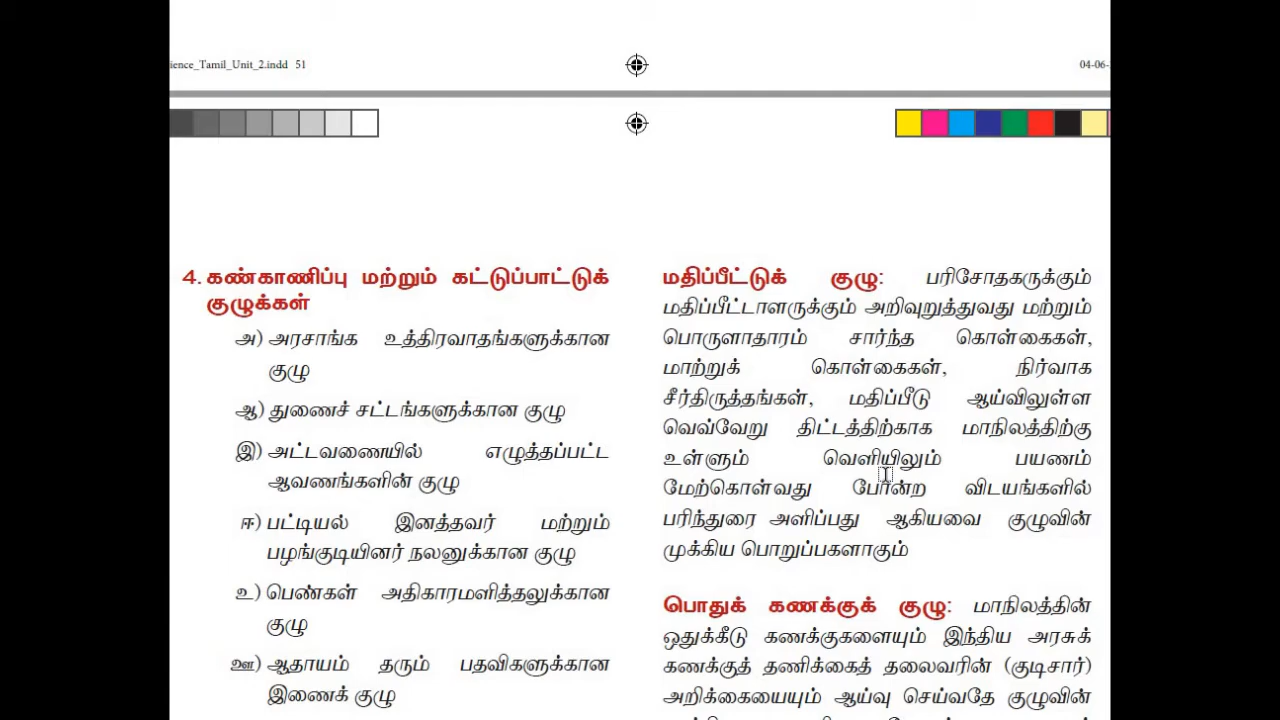 ience_Tamil_Unit_2.indd 51
04-06-
4. கண்காணிப்பு மற்றும் கட்டுப்பாட்டுக்
குழுக்கள்
அ) அரசாங்க உத்திரவாதங்களுக்கான
குழு
ஆ) துணைச் சட்டங்களுக்கான குழு
இ) அட்டவணையில் எழுத்தப்பட்ட
ஆவணங்களின் குழு
ஈ) பட்டியல் இனத்தவர் மற்றும்
பழங்குடியினர் நலனுக்கான குழு
உ) பெண்கள் அதிகாரமளித்தலுக்கான
குழு
ஊ) ஆதாயம் தரும் பதவிகளுக்கான
இணைக் குழு
மதிப்பீட்டுக் குழு: பரிசோதகருக்கும்
மதிப்பீட்டாளருக்கும் அறிவுறுத்துவது மற்றும்
பொருளாதாரம் சார்ந்த கொள்கைகள்,
மாற்றுக் கொள்கைகள், நிர்வாக
சீர்திருத்தங்கள், மதிப்பீடு ஆய்விலுள்ள
வெவ்வேறு திட்டத்திற்காக மாநிலத்திற்கு
உள்ளும் வெளியிலும் பயணம்
மேற்கொள்வது போன்ற விடயங்களில்
பரிந்துரை அளிப்பது ஆகியவை குழுவின்
முக்கிய பொறுப்பகளாகும்
பொதுக் கணக்குக் குழு: மாநிலத்தின்
ஒதுக்கீடு கணக்குகளையும் இந்திய அரசுக்
கணக்குத் தணிக்கைத் தலைவரின் (குடிசார்)
அறிக்கையையும் ஆய்வு செய்வதே குழுவின்